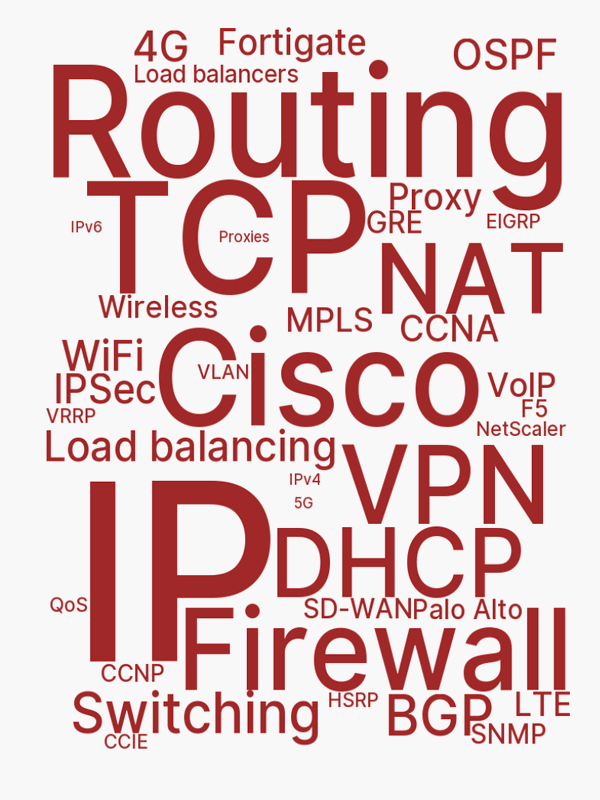 4G
Fortigate
OSPF
Load balancers
Routing
TCP
Proxy
IPv6
Proxies
GRE
EIGRP
NAT
Wireless
MPLS
CCNA
WiFi
Cisco
VLAN
IPSec
VoIP
VRRP
F5
NetScaler
Load balancing
VPN
IPv4
5G
IP
DHCP
QoS
SD-WAN
Palo Alto
Firewall
CCNP
Switching
HSRP
BGP
LTE
CCIE
SNMP